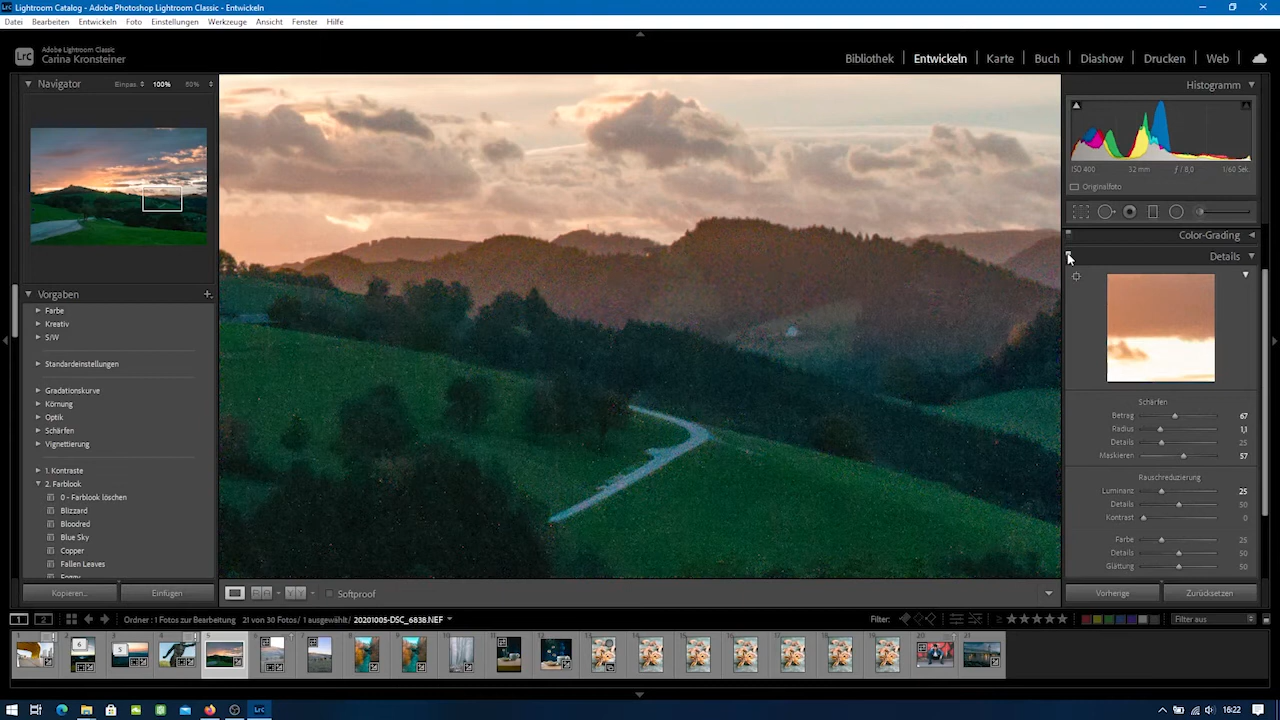 Lightroom Catalog - Adobe Photoshop Lightroom Classic - Entwickeln
Datei Bearbeiten Entwickeln Foto Einstellungen Werkzeuge Ansicht Fenster Hilfe
Lrc
Adobe Lightroom Classic
Carina Kronsteiner
Bibliothek Entwickeln Karte Buch Diashow Drucken Web
Navigator Einpas. 100% 50%
Vorgaben
Farbe
Kreativ
S/W
Standardeinstellungen
Gradationskurve
Körnung
Optik
Schärfen
Vignettierung
1. Kontraste
2. Farblook
0 - Farblook löschen
Blizzard
Bloodred
Blue Sky
Copper
Fallen Leaves
Foggy
Kopieren... Einfügen
Softproof
Histogramm
ISO 400 32 mm ƒ / 8,0 1/60 Sek.
Originalfoto
Color-Grading
Details
Schärfen
Betrag 67
Radius 1,1
Details 25
Maskieren 57
Rauschreduzierung
Luminanz 25
Details 50
Kontrast 0
Farbe 25
Details 50
Glättung 50
Vorherige Zurücksetzen
1 2 Ordner : 1 Fotos zur Bearbeitung 21 von 30 Fotos / 1 ausgewählt / 20201005-DSC_6838.NEF
Filter: Filter aus
16:22